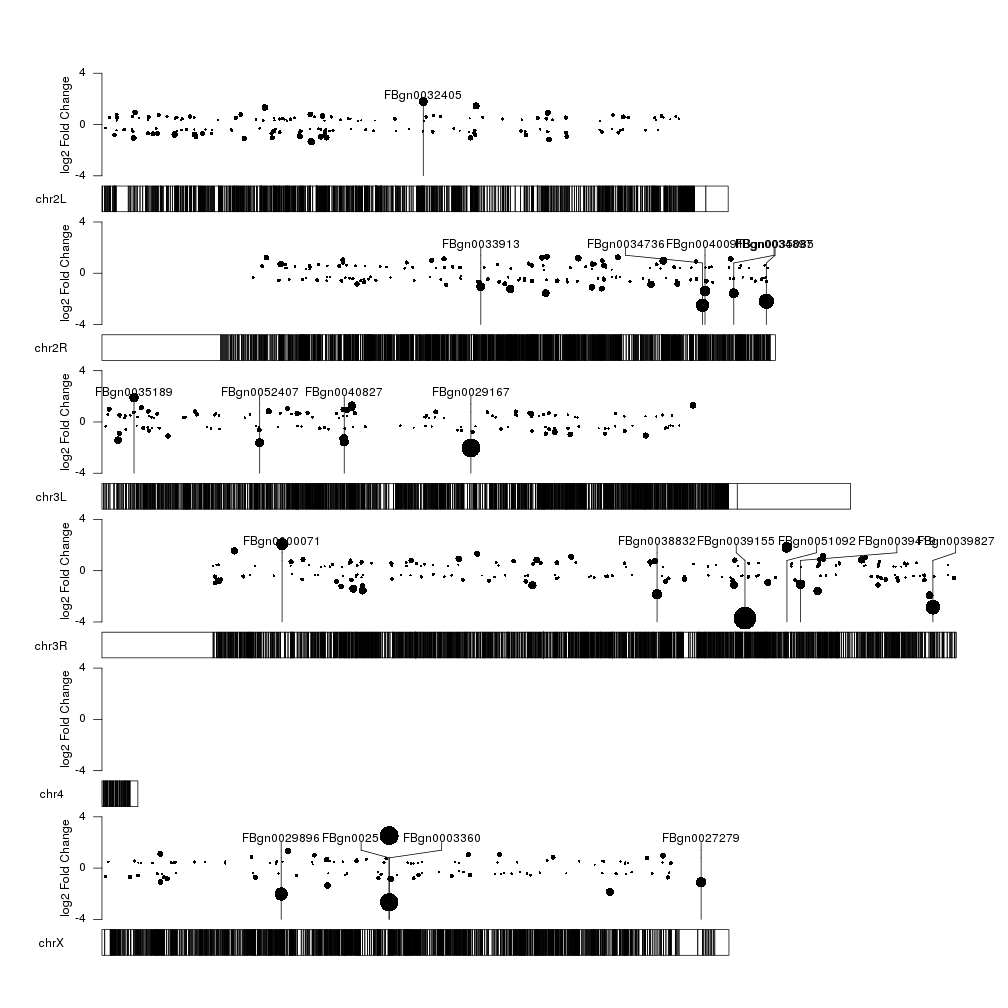 4
FBgn0032405
0
log2 Fold Change
-4
chr2L
4
FBgn0033913 FBgn0034736
0
log2 Fold Change
-4
chr2R
4
FBgn0035189 FBgn0052407 FBgn0040827 FBgn0029167
0
log2 Fold Change
-4
chr3L
4
FBgn0038832 FBgn0039155 FBgn0051092 FBgn0039827
0
log2 Fold Change
-4
chr3R
4
0
log2 Fold Change
-4
chr4
4
FBgn0029896 FBgn0003360 FBgn0027279
0
log2 Fold Change
-4
chrX